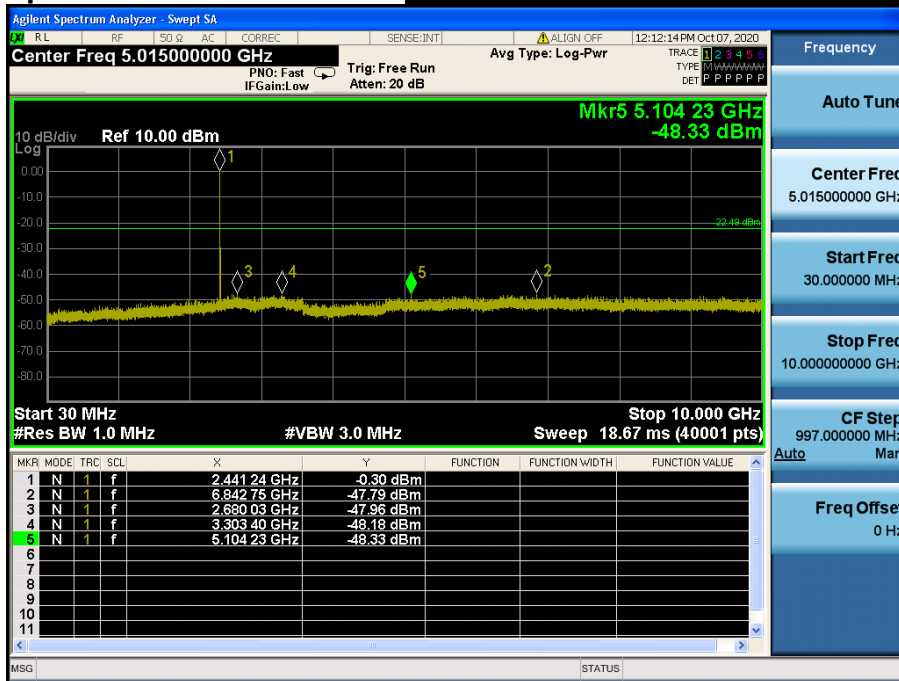 Agilent Spectrum Analyzer - Swept SA
LXI RL RF 50 Ω AC CORREC SENSE:INT ALIGN OFF 12:12:14 PM Oct 07, 2020
Center Freq 5.015000000 GHz
PNO: Fast
IFGain:Low
Trig: Free Run
Atten: 20 dB
Avg Type: Log-Pwr
TRACE 1 2 3 4 5 6
TYPE M
DET P P P P P P
Mkr5 5.104 23 GHz
-48.33 dBm
10 dB/div Ref 10.00 dBm
Log
0.00
-10.0
-20.0
-30.0
-40.0
-50.0
-60.0
-70.0
-80.0
1
22.49 dBm
3
4
5
2
Start 30 MHz Stop 10.000 GHz
#Res BW 1.0 MHz #VBW 3.0 MHz Sweep 18.67 ms (40001 pts)
MKR MODE TRC SCL X Y FUNCTION FUNCTION WIDTH FUNCTION VALUE
1 N 1 f 2.441 24 GHz -0.30 dBm
2 N 1 f 6.842 75 GHz -47.79 dBm
3 N 1 f 2.680 03 GHz -47.96 dBm
4 N 1 f 3.303 40 GHz -48.18 dBm
5 N 1 f 5.104 23 GHz -48.33 dBm
6
7
8
9
10
11
MSG STATUS
Frequency
Auto Tune
Center Freq
5.015000000 GHz
Start Freq
30.000000 MHz
Stop Freq
10.000000000 GHz
CF Step
997.000000 MHz
Auto Man
Freq Offset
0 Hz